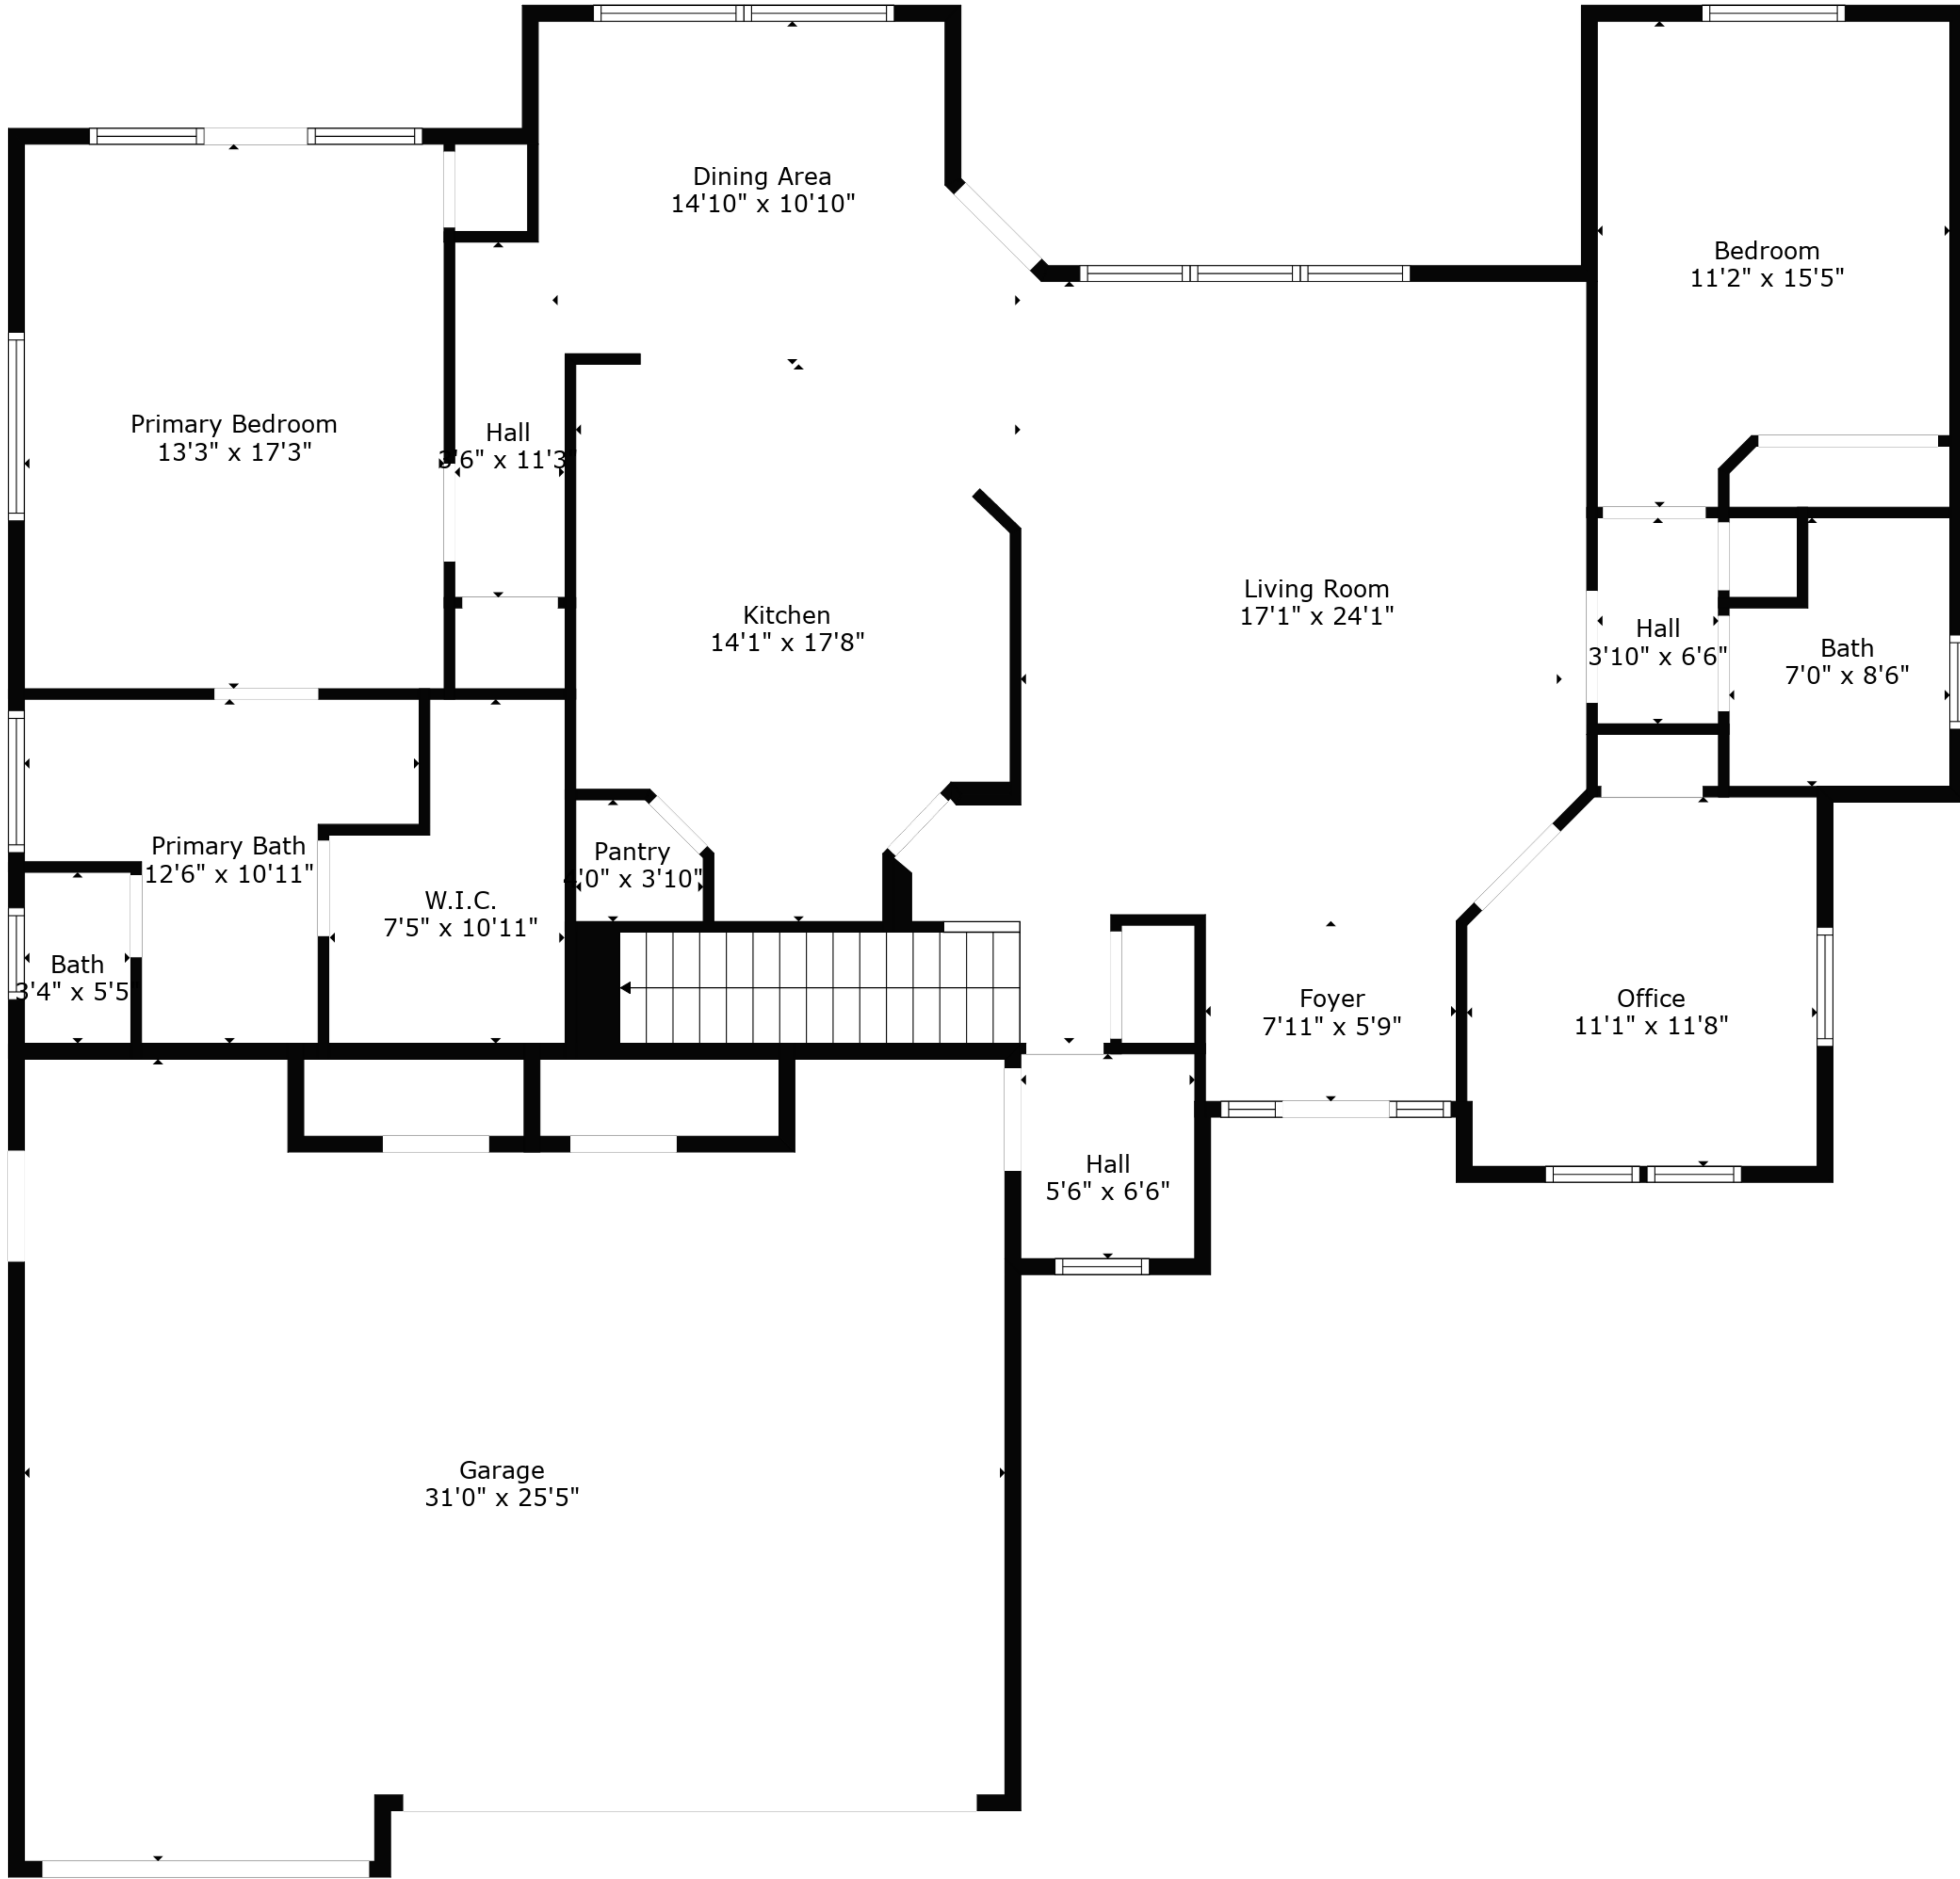 Dining Area
14'10" x 10'10"
Bedroom
11'2" x 15'5"
Primary Bedroom
13'3" x 17'3"
Hall
3'6" x 11'3
Living Room
17'1" x 24'1"
Kitchen
14'1" x 17'8"
Hall
3'10" x 6'6"
Bath
7'0" x 8'6"
Primary Bath
12'6" x 10'11"
Pantry
4'0" x 3'10"
W.I.C.
7'5" x 10'11"
Bath
3'4" x 5'5
Foyer
7'11" x 5'9"
Office
11'1" x 11'8"
Hall
5'6" x 6'6"
Garage
31'0" x 25'5"